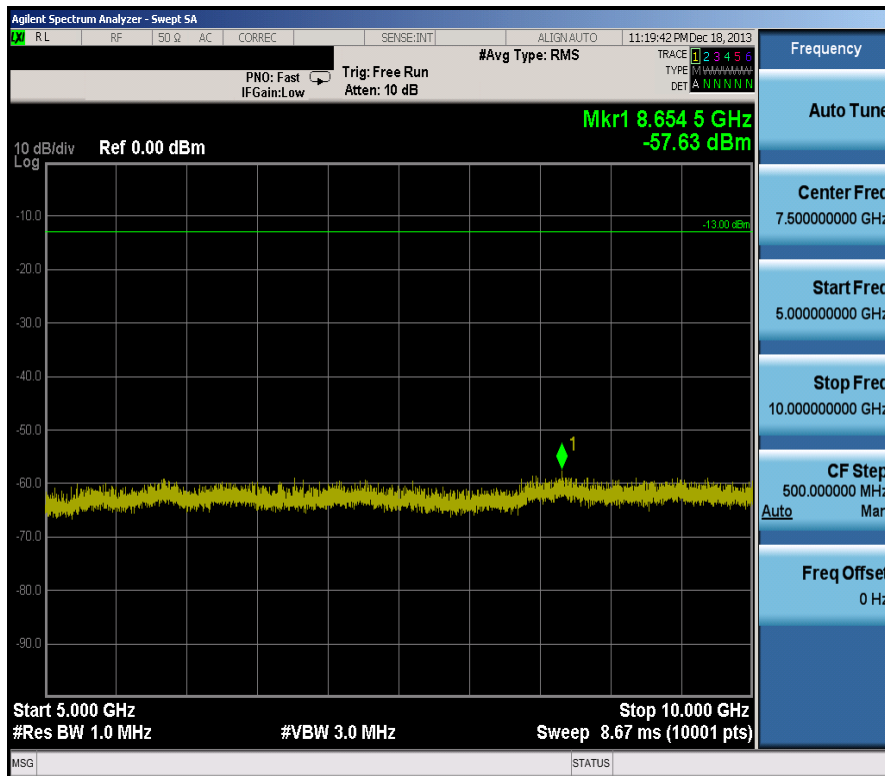 Agilent Spectrum Analyzer - Swept SA
LXI RL RF 50 Ω AC CORREC SENSE:INT ALIGN AUTO 11:19:42 PM Dec 18, 2013
#Avg Type: RMS
TRACE 1 2 3 4 5 6
TYPE M WWWWW
DET A N N N N N
PNO: Fast
IFGain:Low
Trig: Free Run
Atten: 10 dB
Mkr1 8.654 5 GHz
-57.63 dBm
10 dB/div
Log
Ref 0.00 dBm
-10.0
-13.00 dBm
-20.0
-30.0
-40.0
-50.0
1
-60.0
-70.0
-80.0
-90.0
Start 5.000 GHz
Stop 10.000 GHz
#Res BW 1.0 MHz
#VBW 3.0 MHz
Sweep 8.67 ms (10001 pts)
MSG
STATUS
Frequency
Auto Tune
Center Freq
7.500000000 GHz
Start Freq
5.000000000 GHz
Stop Freq
10.000000000 GHz
CF Step
500.000000 MHz
Auto Man
Freq Offset
0 Hz